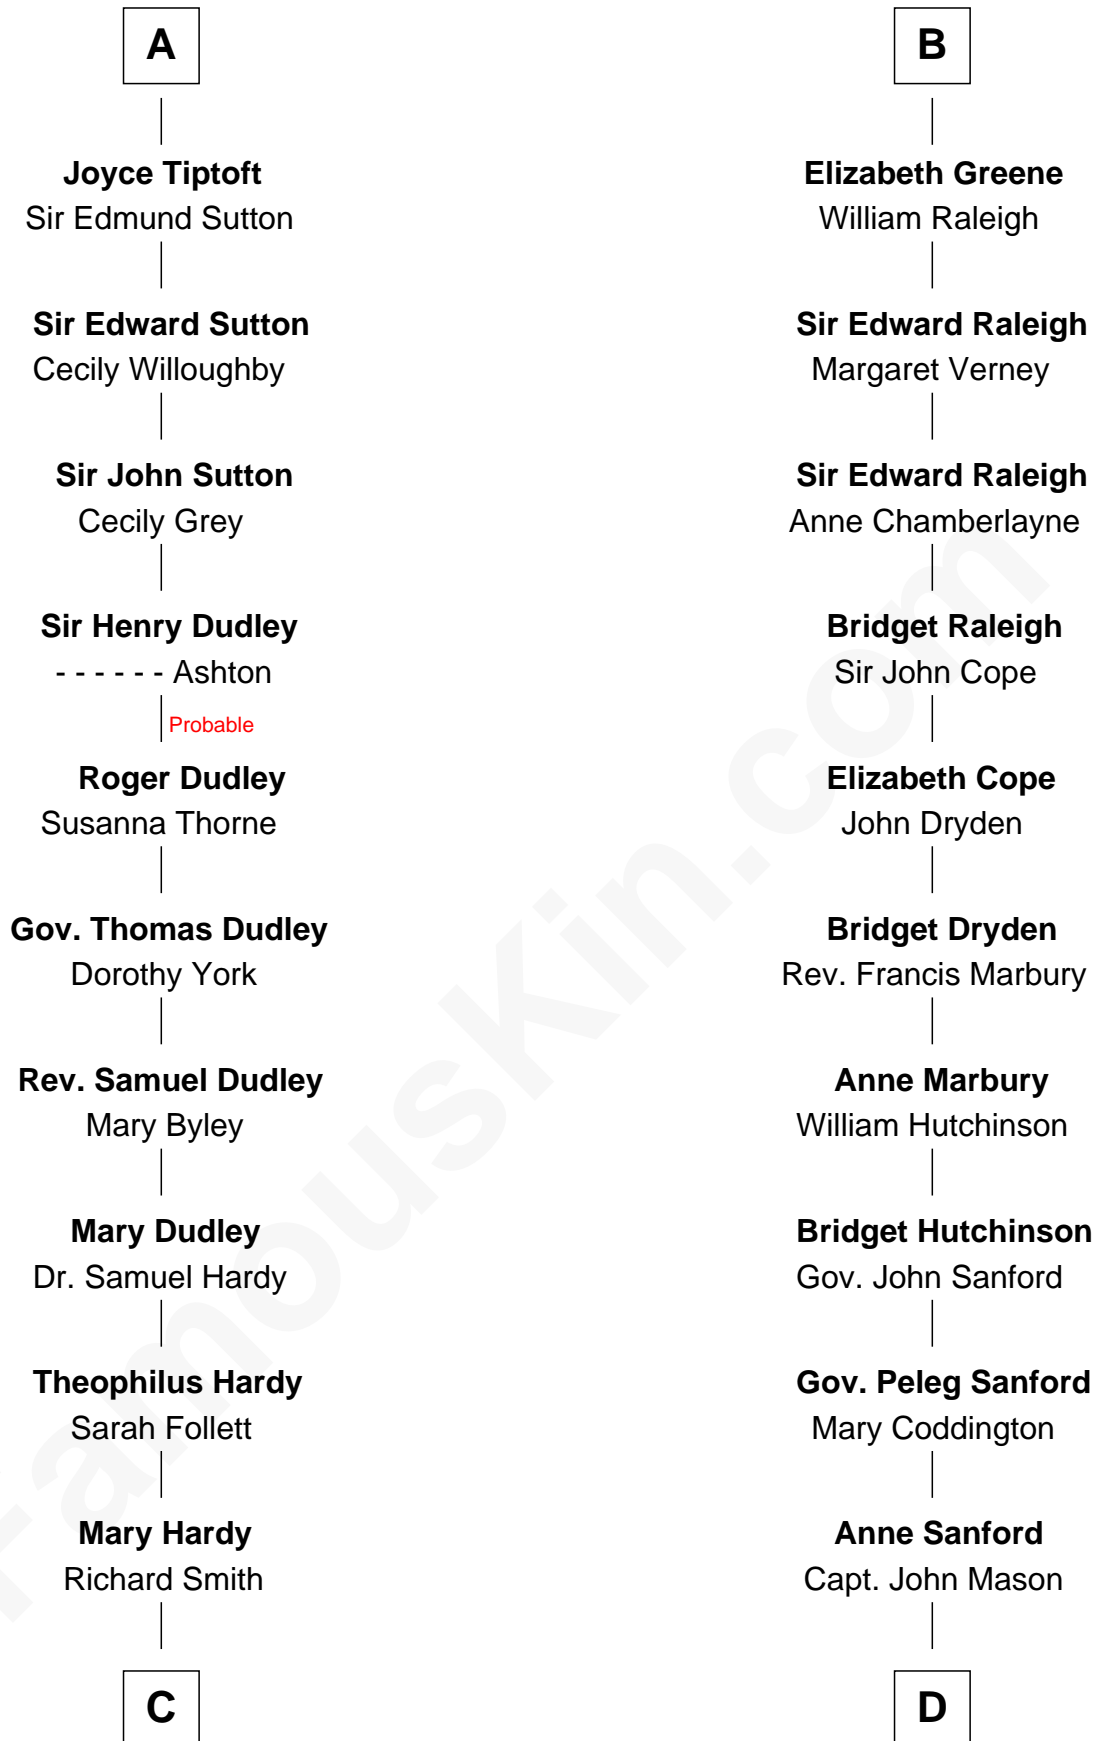 A
Joyce Tiptoft
Sir Edmund Sutton
Sir Edward Sutton
Cecily Willoughby
Sir John Sutton
Cecily Grey
Sir Henry Dudley
- - - - - - Ashton
Probable
Roger Dudley
Susanna Thorne
Gov. Thomas Dudley
Dorothy York
Rev. Samuel Dudley
Mary Byley
Mary Dudley
Dr. Samuel Hardy
Theophilus Hardy
Sarah Follett
Mary Hardy
Richard Smith
C
B
Elizabeth Greene
William Raleigh
Sir Edward Raleigh
Margaret Verney
Sir Edward Raleigh
Anne Chamberlayne
Bridget Raleigh
Sir John Cope
Elizabeth Cope
John Dryden
Bridget Dryden
Rev. Francis Marbury
Anne Marbury
William Hutchinson
Bridget Hutchinson
Gov. John Sanford
Gov. Peleg Sanford
Mary Coddington
Anne Sanford
Capt. John Mason
D
FamousKin.com